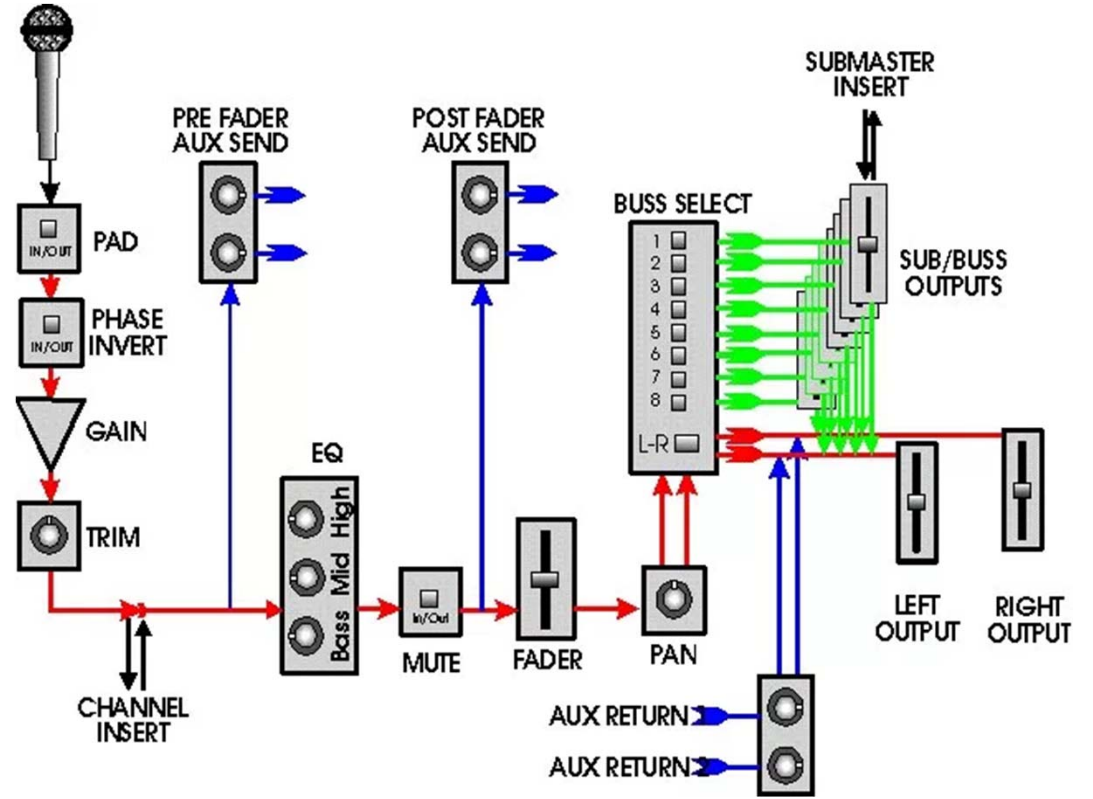 SUBMASTER
INSERT
PRE FADER
AUX SEND
POST FADER
AUX SEND
BUSS SELECT
1
2
3
4
5
6
7
8
L-R
SUB/BUSS
OUTPUTS
IN/OUT
PAD
IN/OUT
PHASE
INVERT
GAIN
TRIM
EQ
High
Mid
Bass
In/Out
MUTE
FADER
PAN
LEFT
OUTPUT
RIGHT
OUTPUT
CHANNEL
INSERT
AUX RETURN 1
AUX RETURN 2